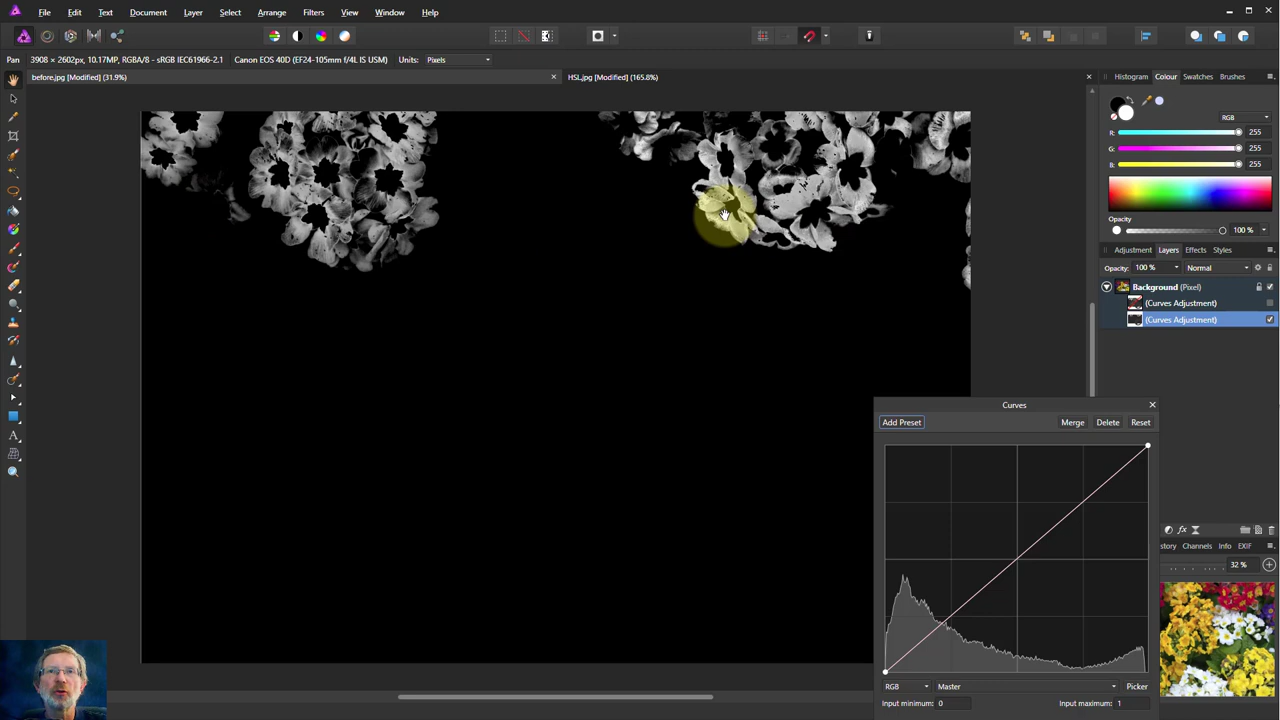 File Edit Text Document Layer Select Arrange Filters View Window Help
Pan 3908 × 2602px, 10.17MP, RGBA/8 - sRGB IEC61966-2.1 Canon EOS 40D (EF24-105mm f/4L IS USM) Units: Pixels
before.jpg [Modified] (31.9%) HSL.jpg [Modified] (165.8%)
Histogram Colour Swatches Brushes
RGB
R: 255
G: 255
B: 255
Opacity
100 %
Adjustment Layers Effects Styles
Opacity: 100 % Normal
Background (Pixel)
(Curves Adjustment)
(Curves Adjustment)
Curves
Add Preset Merge Delete Reset
fx
story Channels Info EXIF
32 %
RGB Master Picker
Input minimum: 0 Input maximum: 1